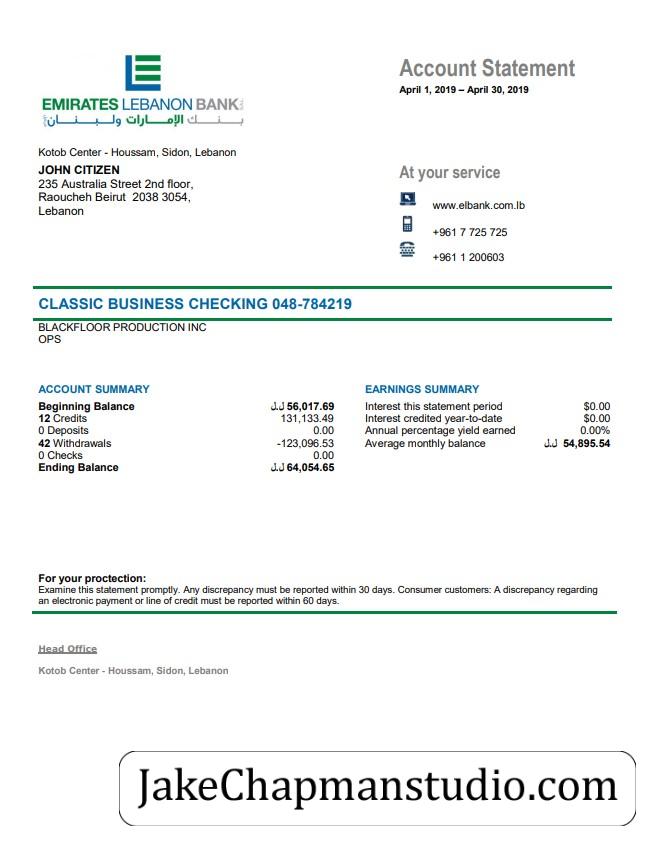 EMIRATES LEBANON BANK
بـنــك الإمــارات ولـبـنــان
Account Statement
April 1, 2019 – April 30, 2019
Kotob Center - Houssam, Sidon, Lebanon
JOHN CITIZEN
235 Australia Street 2nd floor,
Raoucheh Beirut 2038 3054,
Lebanon
At your service
www.elbank.com.lb
+961 7 725 725
+961 1 200603
CLASSIC BUSINESS CHECKING 048-784219
BLACKFLOOR PRODUCTION INC
OPS
ACCOUNT SUMMARY
Beginning Balance ل.ل 56,017.69
12 Credits 131,133.49
0 Deposits 0.00
42 Withdrawals -123,096.53
0 Checks 0.00
Ending Balance ل.ل 64,054.65
EARNINGS SUMMARY
Interest this statement period $0.00
Interest credited year-to-date $0.00
Annual percentage yield earned 0.00%
Average monthly balance ل.ل 54,895.54
For your proctection:
Examine this statement promptly. Any discrepancy must be reported within 30 days. Consumer customers: A discrepancy regarding
an electronic payment or line of credit must be reported within 60 days.
Head Office
Kotob Center - Houssam, Sidon, Lebanon
JakeChapmanstudio.com